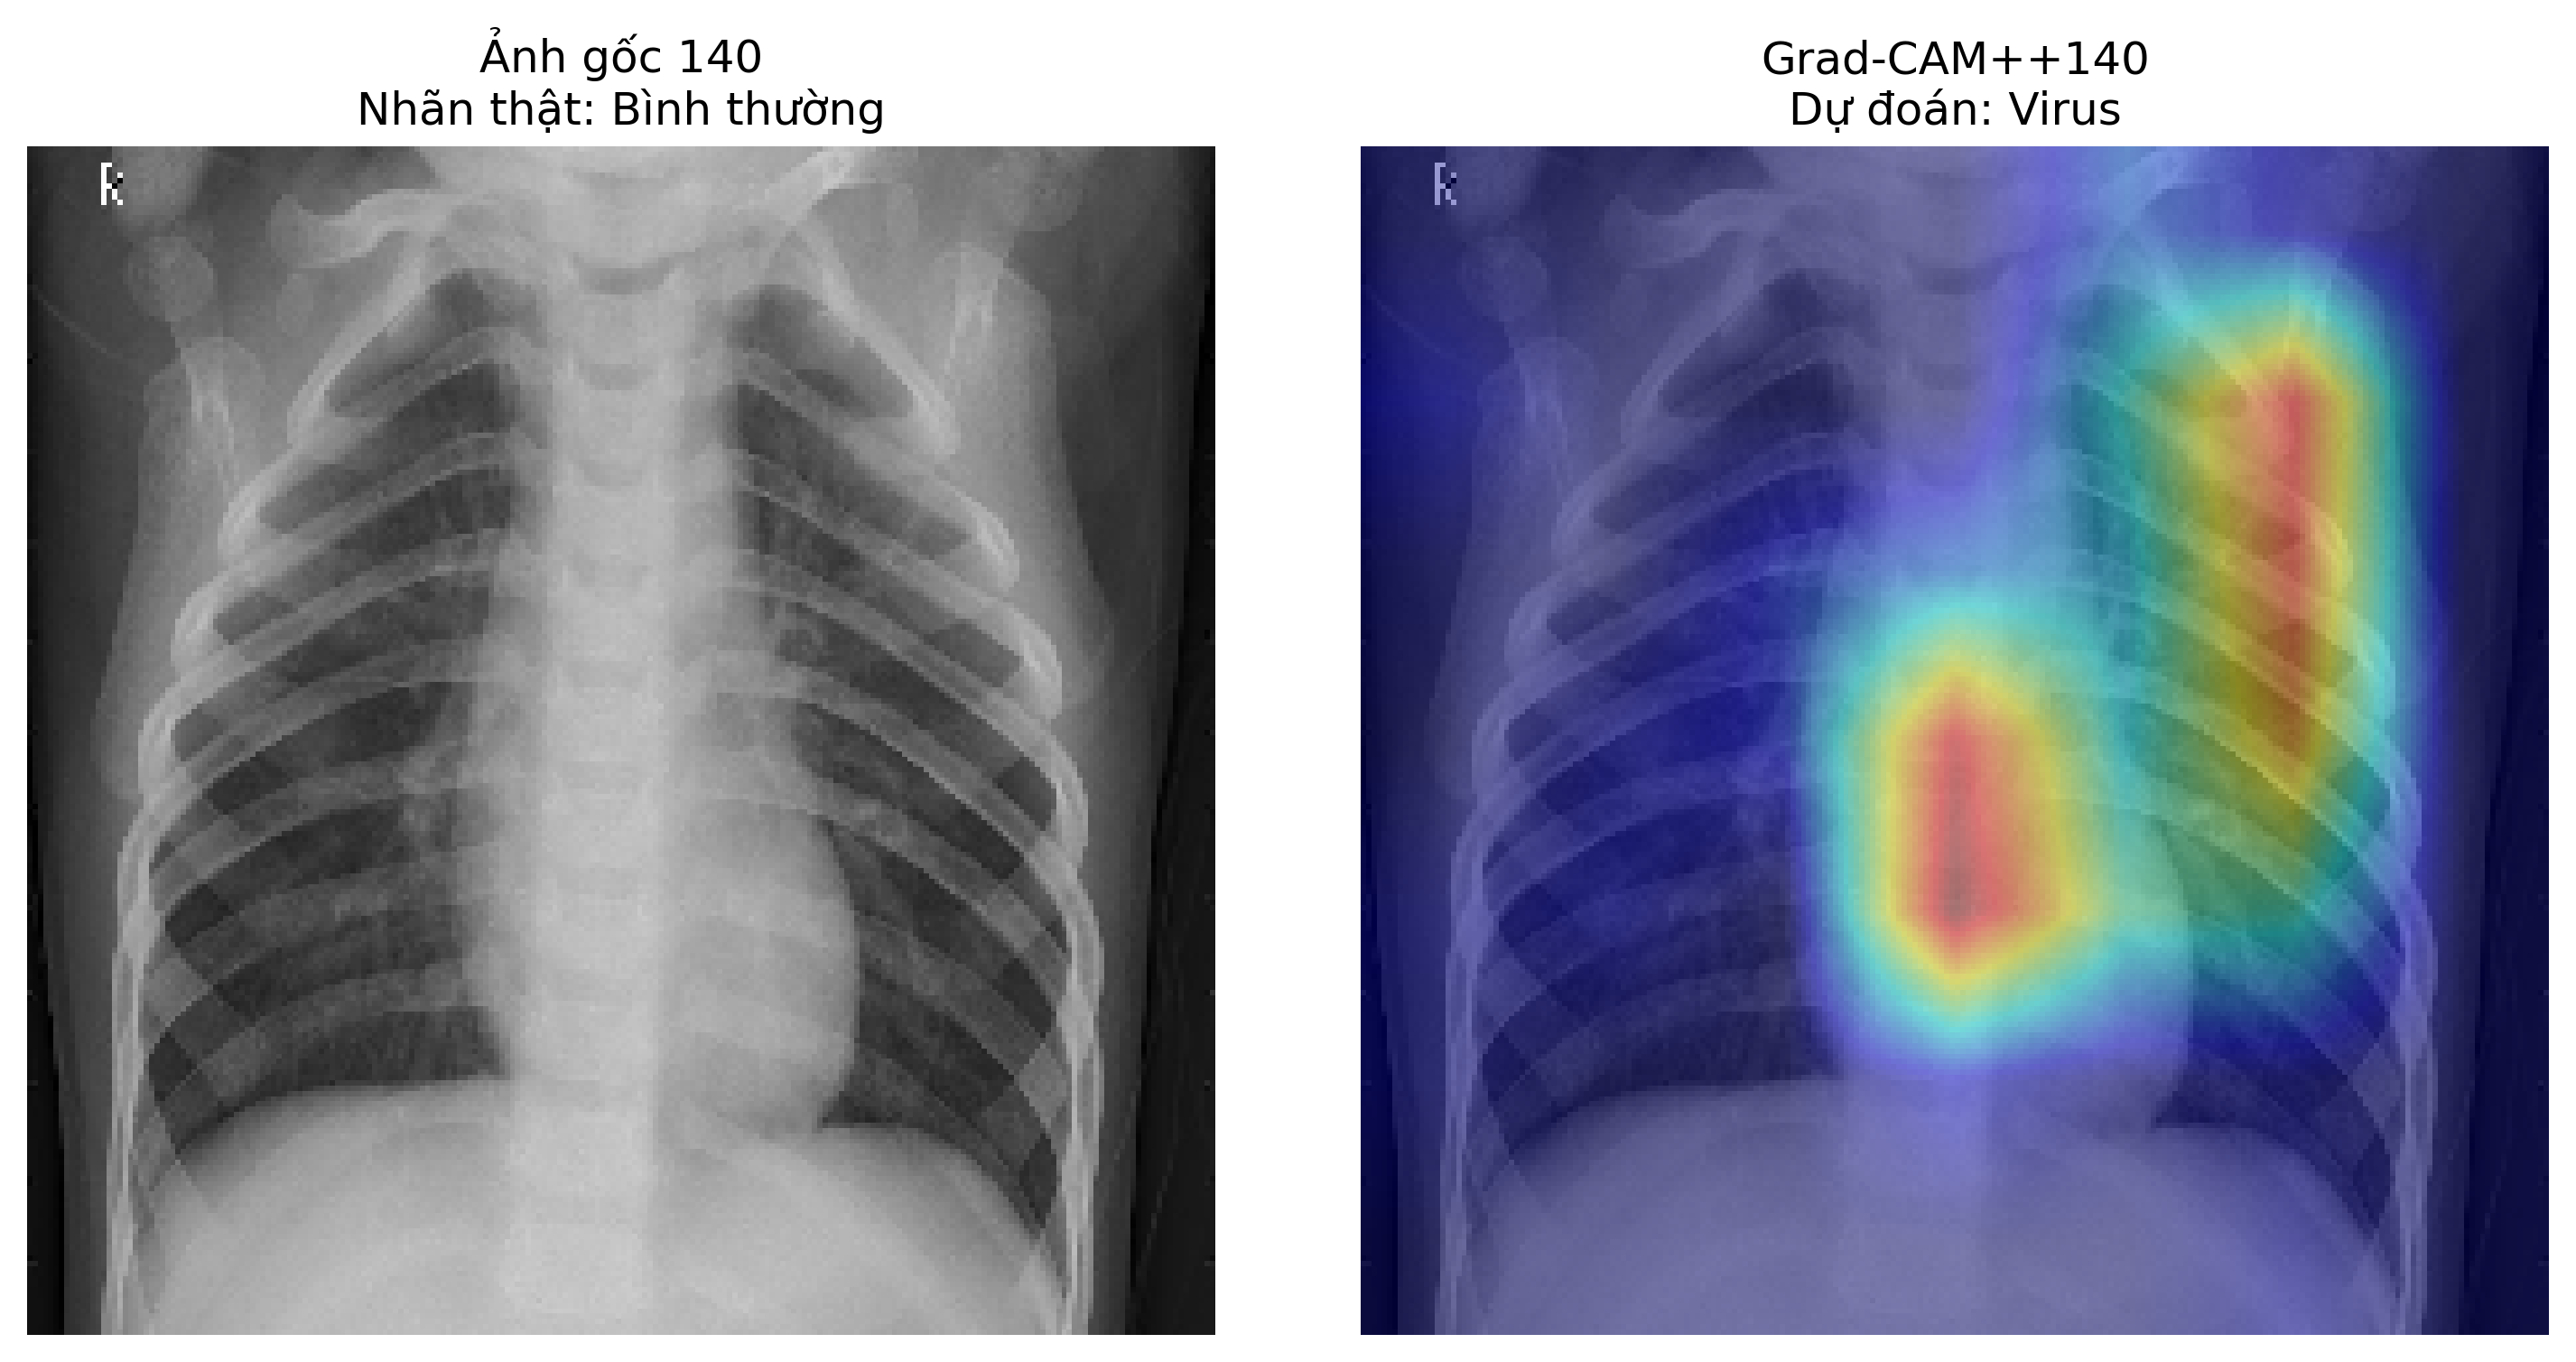 Ảnh gốc 140
Nhãn thật: Bình thường
Grad-CAM++140
Dự đoán: Virus
R
R